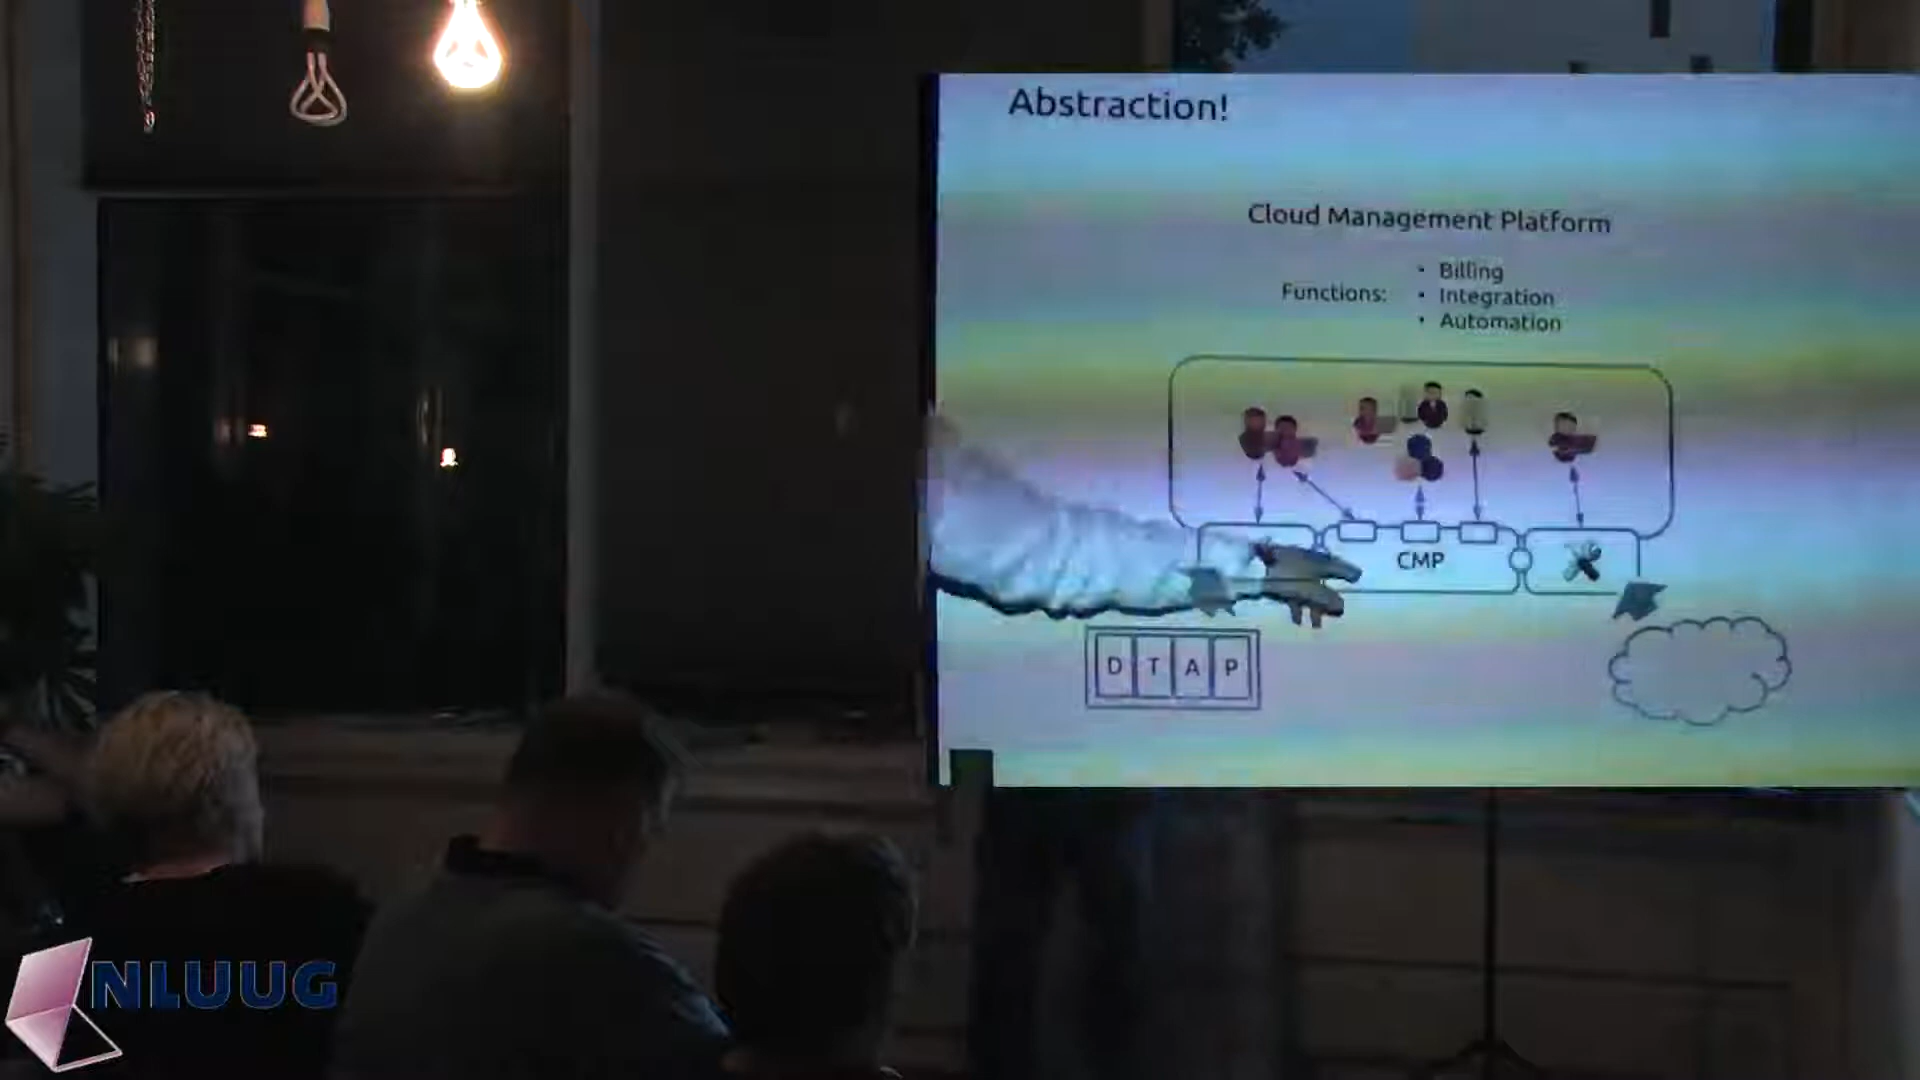 Abstraction!
Cloud Management Platform
Functions:
• Billing
• Integration
• Automation
CMP
D T A P
NLUUG